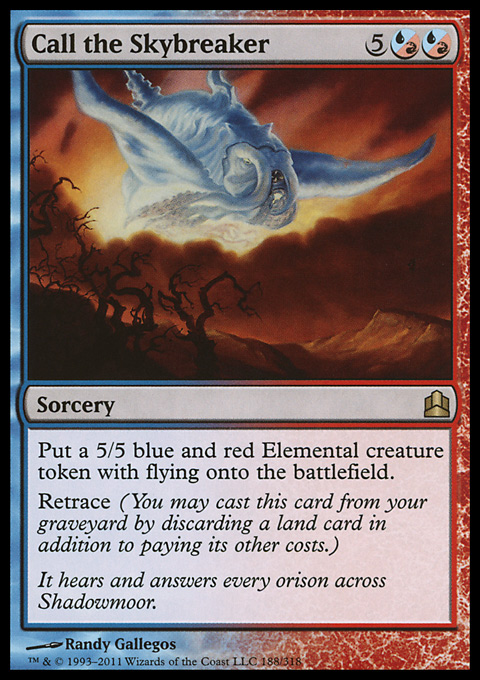 Call the Skybreaker 5
Sorcery
Put a 5/5 blue and red Elemental creature
token with flying onto the battlefield.
Retrace (You may cast this card from your
graveyard by discarding a land card in
addition to paying its other costs.)
It hears and answers every orison across
Shadowmoor.
Randy Gallegos
™ & © 1993–2011 Wizards of the Coast LLC 188/318